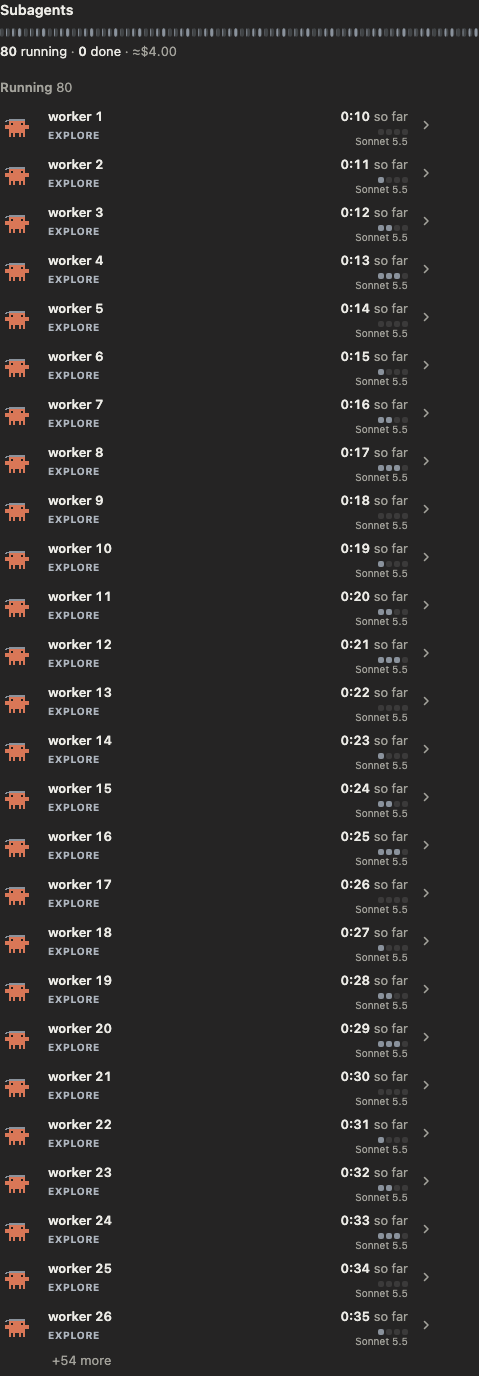 Subagents
80 running · 0 done · ≈$4.00
Running 80
worker 1 0:10 so far
EXPLORE Sonnet 5.5
worker 2 0:11 so far
EXPLORE Sonnet 5.5
worker 3 0:12 so far
EXPLORE Sonnet 5.5
worker 4 0:13 so far
EXPLORE Sonnet 5.5
worker 5 0:14 so far
EXPLORE Sonnet 5.5
worker 6 0:15 so far
EXPLORE Sonnet 5.5
worker 7 0:16 so far
EXPLORE Sonnet 5.5
worker 8 0:17 so far
EXPLORE Sonnet 5.5
worker 9 0:18 so far
EXPLORE Sonnet 5.5
worker 10 0:19 so far
EXPLORE Sonnet 5.5
worker 11 0:20 so far
EXPLORE Sonnet 5.5
worker 12 0:21 so far
EXPLORE Sonnet 5.5
worker 13 0:22 so far
EXPLORE Sonnet 5.5
worker 14 0:23 so far
EXPLORE Sonnet 5.5
worker 15 0:24 so far
EXPLORE Sonnet 5.5
worker 16 0:25 so far
EXPLORE Sonnet 5.5
worker 17 0:26 so far
EXPLORE Sonnet 5.5
worker 18 0:27 so far
EXPLORE Sonnet 5.5
worker 19 0:28 so far
EXPLORE Sonnet 5.5
worker 20 0:29 so far
EXPLORE Sonnet 5.5
worker 21 0:30 so far
EXPLORE Sonnet 5.5
worker 22 0:31 so far
EXPLORE Sonnet 5.5
worker 23 0:32 so far
EXPLORE Sonnet 5.5
worker 24 0:33 so far
EXPLORE Sonnet 5.5
worker 25 0:34 so far
EXPLORE Sonnet 5.5
worker 26 0:35 so far
EXPLORE Sonnet 5.5
+54 more